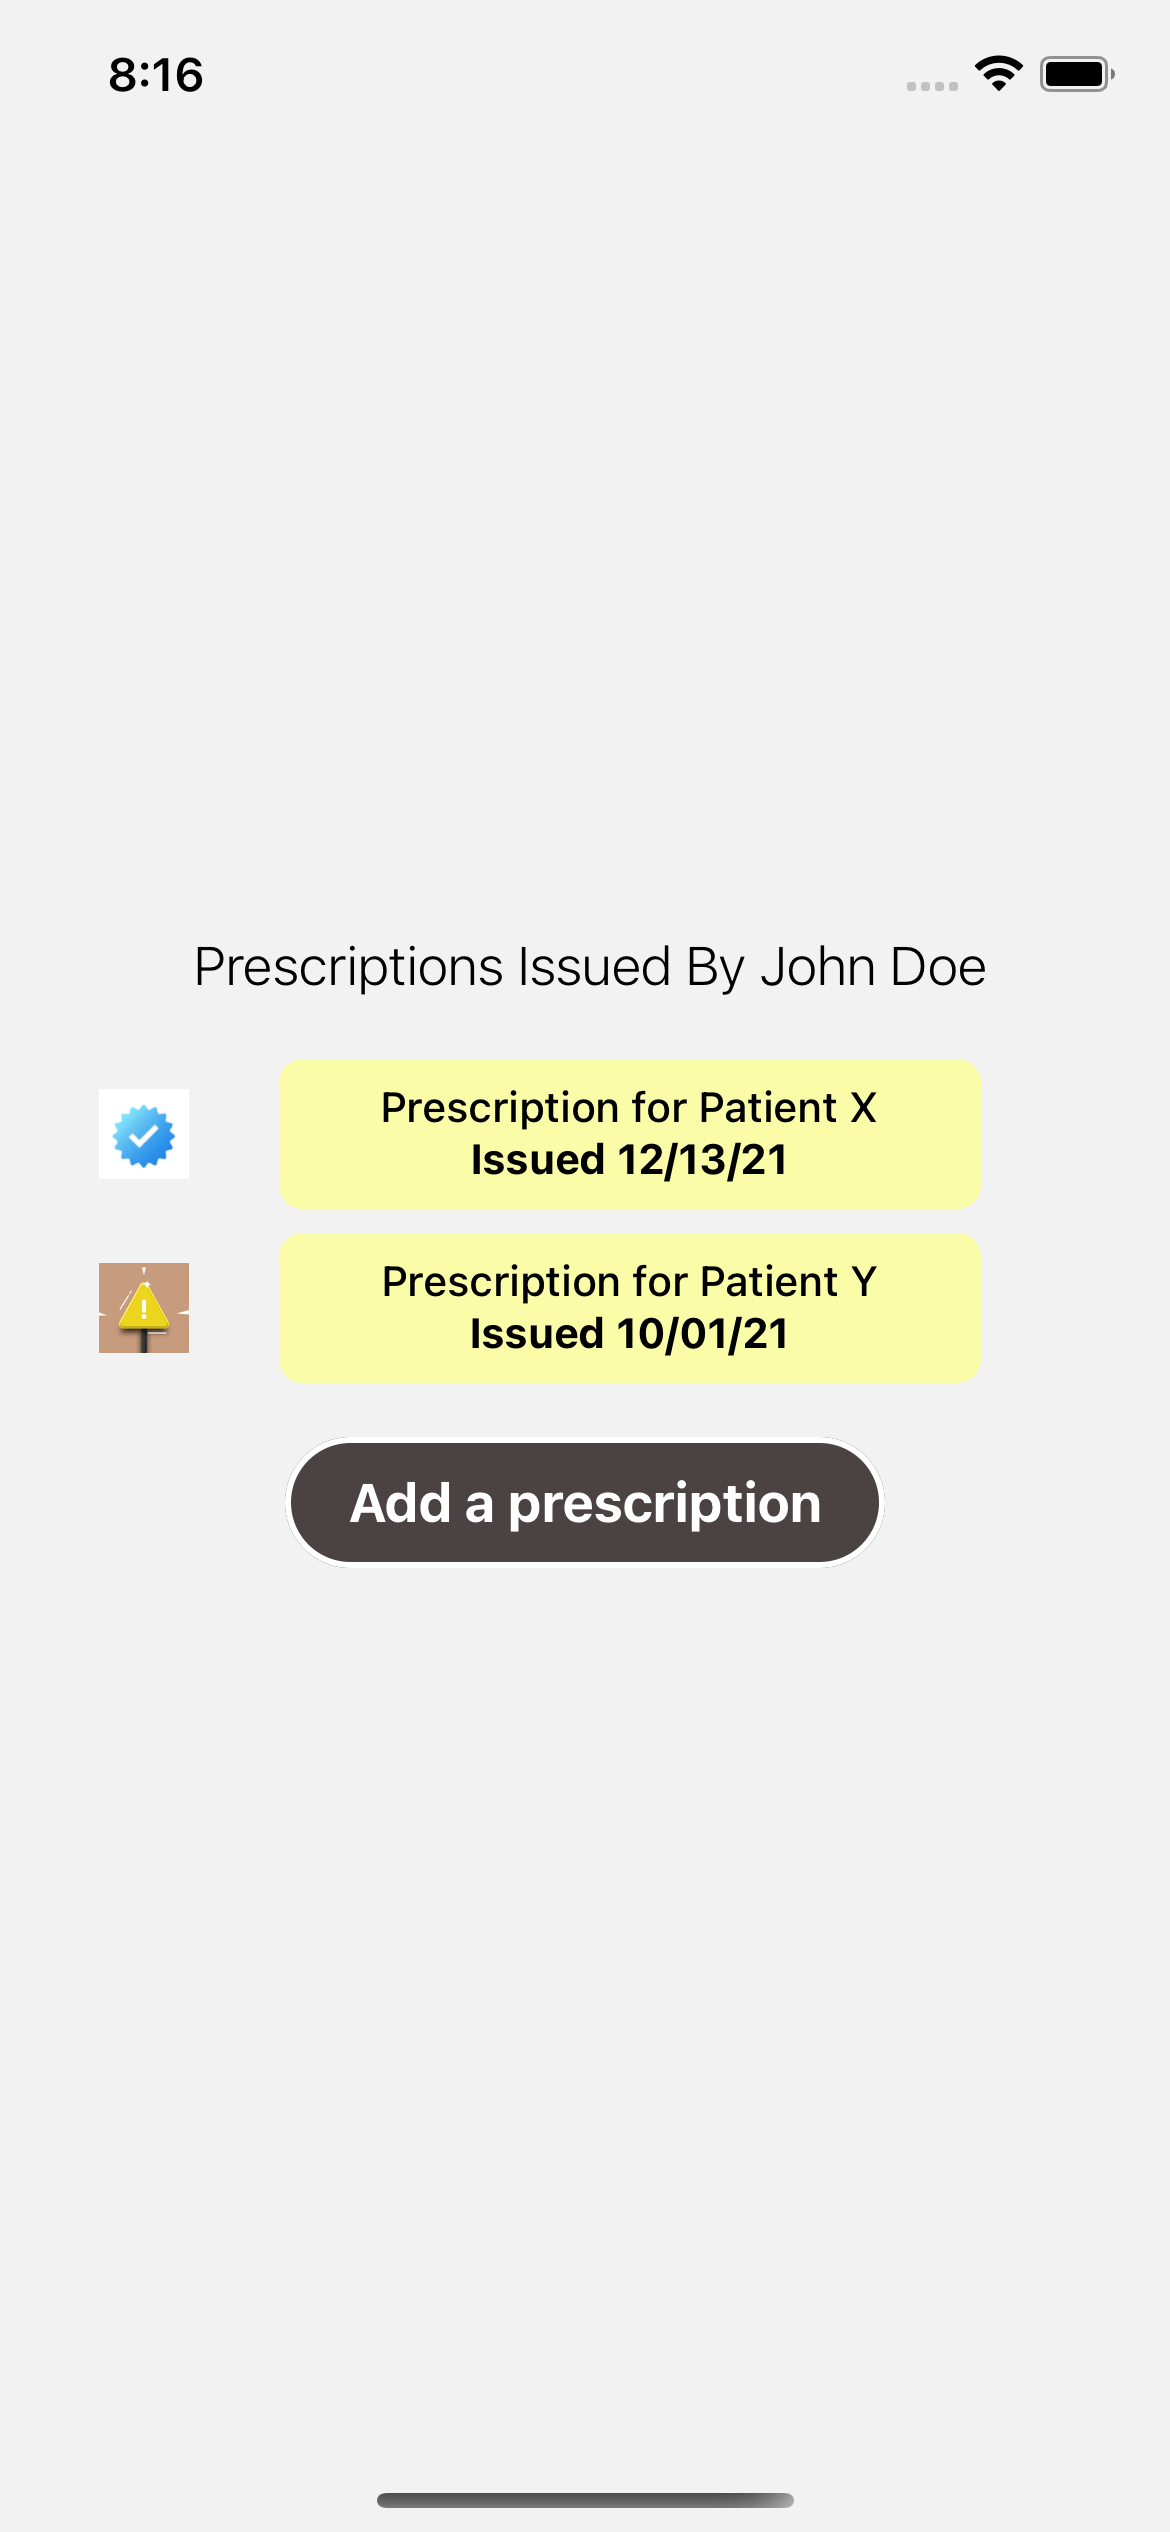 8:16
Prescriptions Issued By John Doe
Prescription for Patient X
Issued 12/13/21
Prescription for Patient Y
Issued 10/01/21
Add a prescription